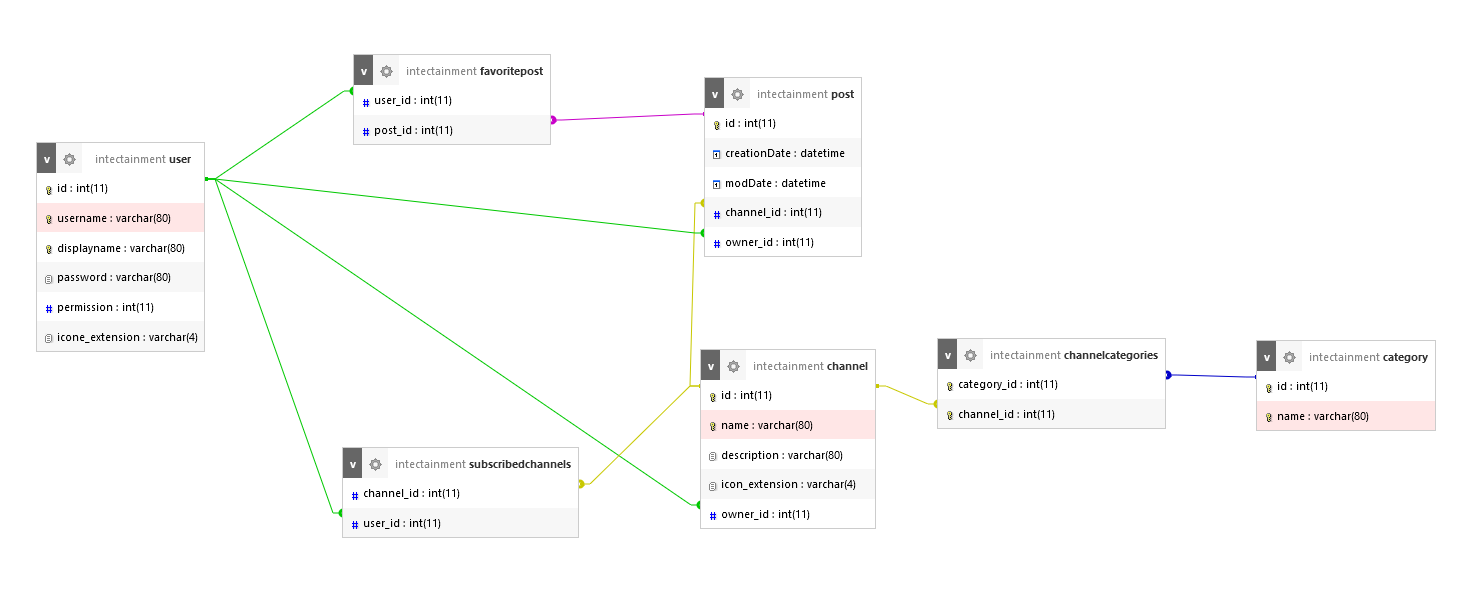 v intectainment favoritepost
# user_id : int(11)
# post_id : int(11)
v intectainment post
id : int(11)
creationDate : datetime
modDate : datetime
# channel_id : int(11)
# owner_id : int(11)
v intectainment user
id : int(11)
username : varchar(80)
displayname : varchar(80)
password : varchar(80)
# permission : int(11)
icone_extension : varchar(4)
v intectainment channel
id : int(11)
name : varchar(80)
description : varchar(80)
icon_extension : varchar(4)
# owner_id : int(11)
v intectainment channelcategories
category_id : int(11)
channel_id : int(11)
v intectainment category
id : int(11)
name : varchar(80)
v intectainment subscribedchannels
# channel_id : int(11)
# user_id : int(11)